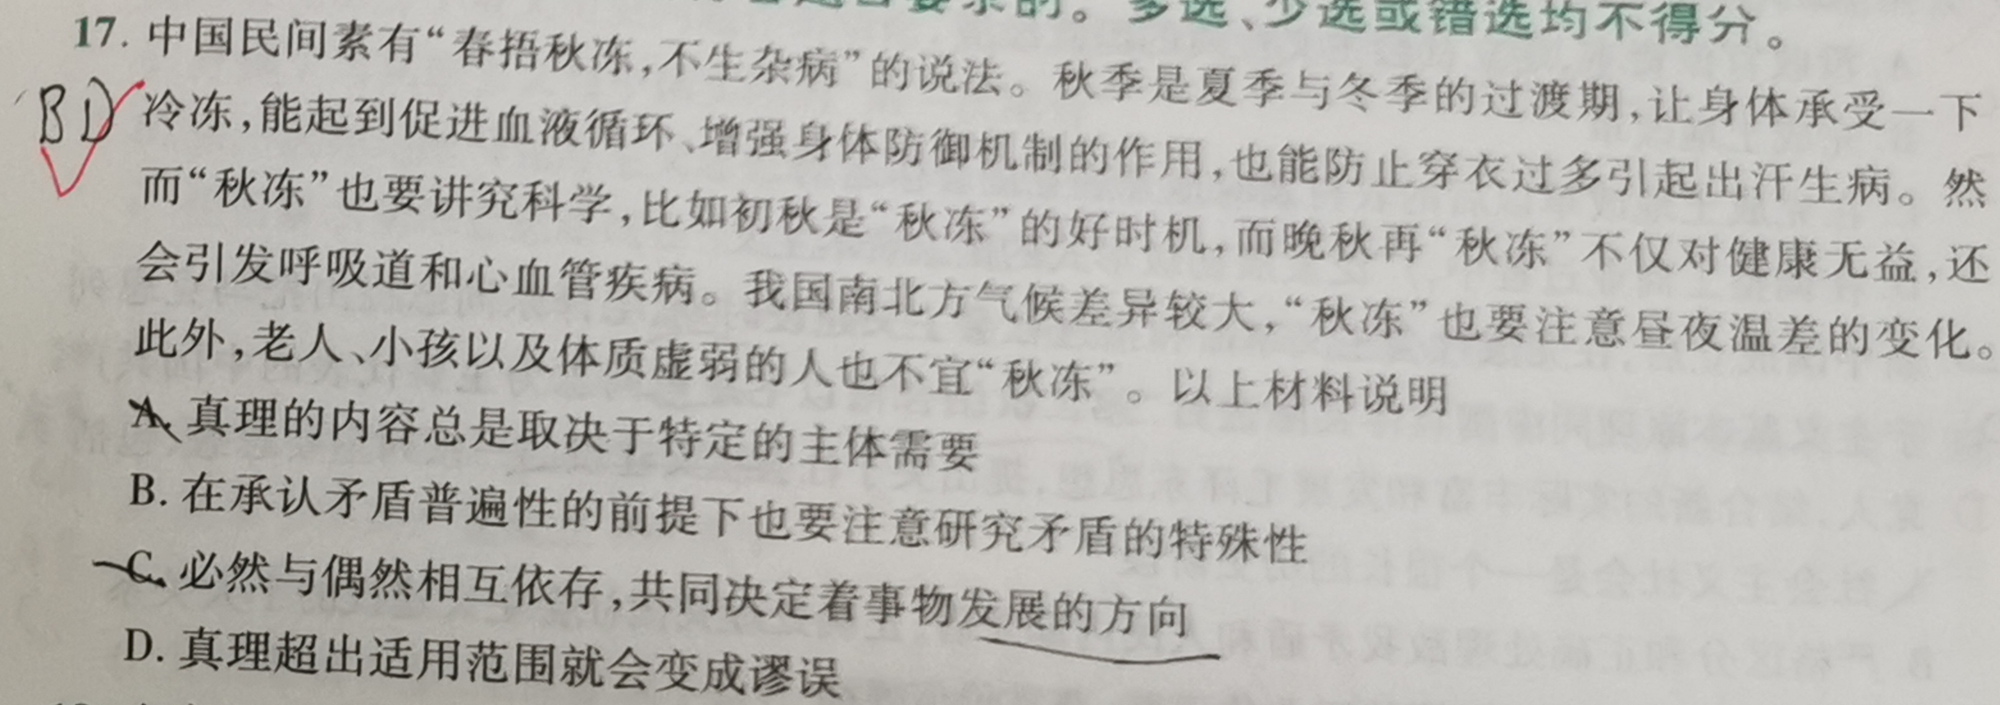 求的。多选、少选或错选均不得分。
17. 中国民间素有“春捂秋冻,不生杂病”的说法。秋季是夏季与冬季的过渡期,让身体承受一下
BD
冷冻,能起到促进血液循环、增强身体防御机制的作用,也能防止穿衣过多引起出汗生病。然
而“秋冻”也要讲究科学,比如初秋是“秋冻”的好时机,而晚秋再“秋冻”不仅对健康无益,还
会引发呼吸道和心血管疾病。我国南北方气候差异较大,“秋冻”也要注意昼夜温差的变化。
此外,老人、小孩以及体质虚弱的人也不宜“秋冻”。以上材料说明
A. 真理的内容总是取决于特定的主体需要
B. 在承认矛盾普遍性的前提下也要注意研究矛盾的特殊性
C. 必然与偶然相互依存,共同决定着事物发展的方向
D. 真理超出适用范围就会变成谬误